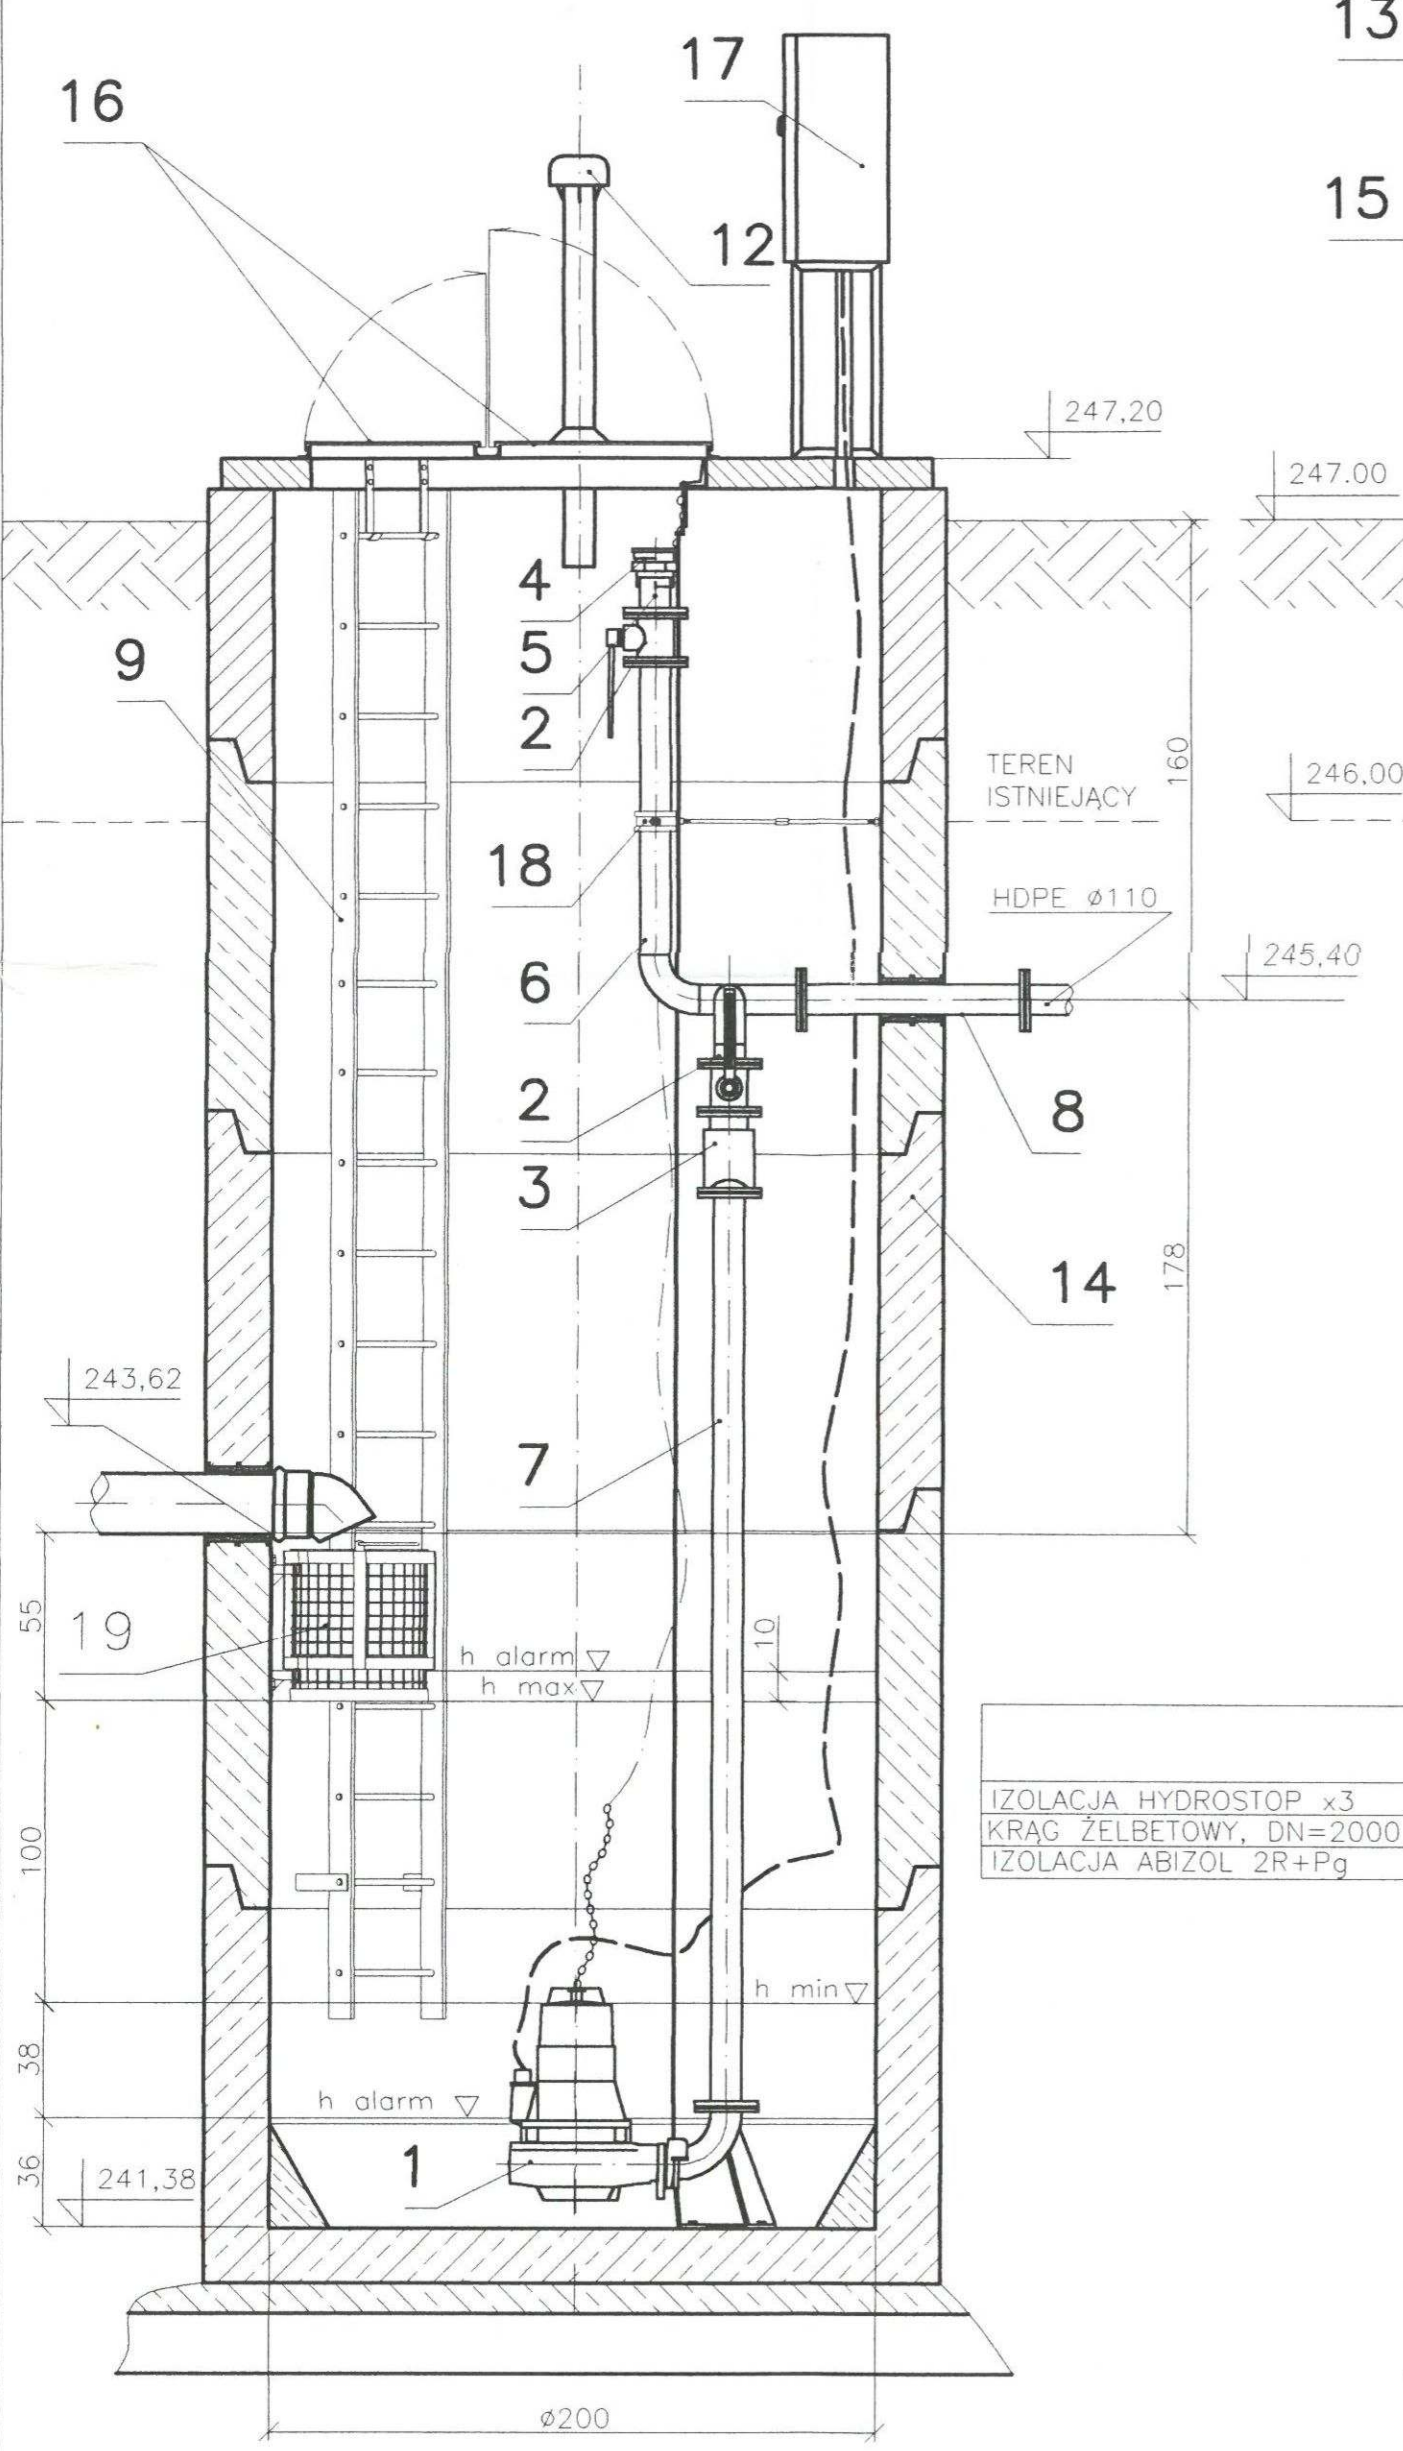 13
17
16
15
12
247,20
247.00
4
9
5
2
TEREN
ISTNIEJĄCY
160
246,00
18
HDPE ø110
245,40
6
2
8
3
14
178
243,62
7
55
19
10
h alarm
h max
IZOLACJA HYDROSTOP x3
KRĄG ŻELBETOWY, DN=2000
IZOLACJA ABIZOL 2R+Pg
100
h min
38
h alarm
1
36
241,38
ø200